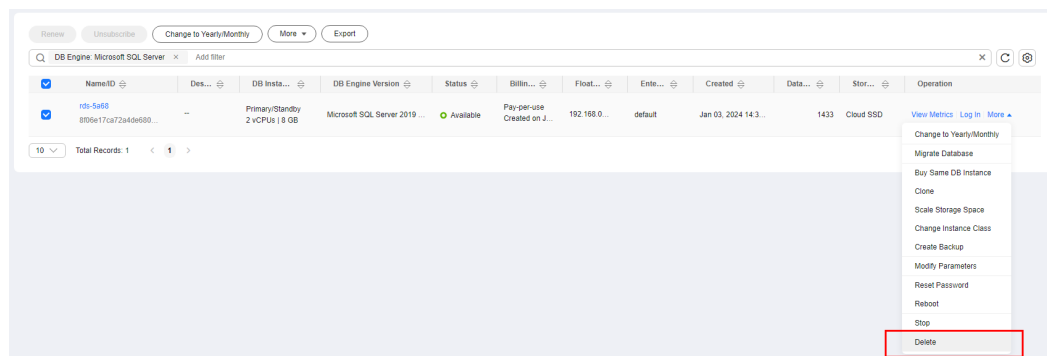 Renew Unsubscribe Change to Yearly/Monthly More Export
DB Engine: Microsoft SQL Server × Add filter
Name/ID Des... DB Insta... DB Engine Version Status Billin... Float... Ente... Created Data... Stor... Operation
rds-5a68
8f06e17ca72a4de680...
--
Primary/Standby
2 vCPUs | 8 GB
Microsoft SQL Server 2019 ...
Available
Pay-per-use
Created on J...
192.168.0...
default
Jan 03, 2024 14:3...
1433
Cloud SSD
View Metrics Log In More
10 Total Records: 1 < 1 >
Change to Yearly/Monthly
Migrate Database
Buy Same DB Instance
Clone
Scale Storage Space
Change Instance Class
Create Backup
Modify Parameters
Reset Password
Reboot
Stop
Delete